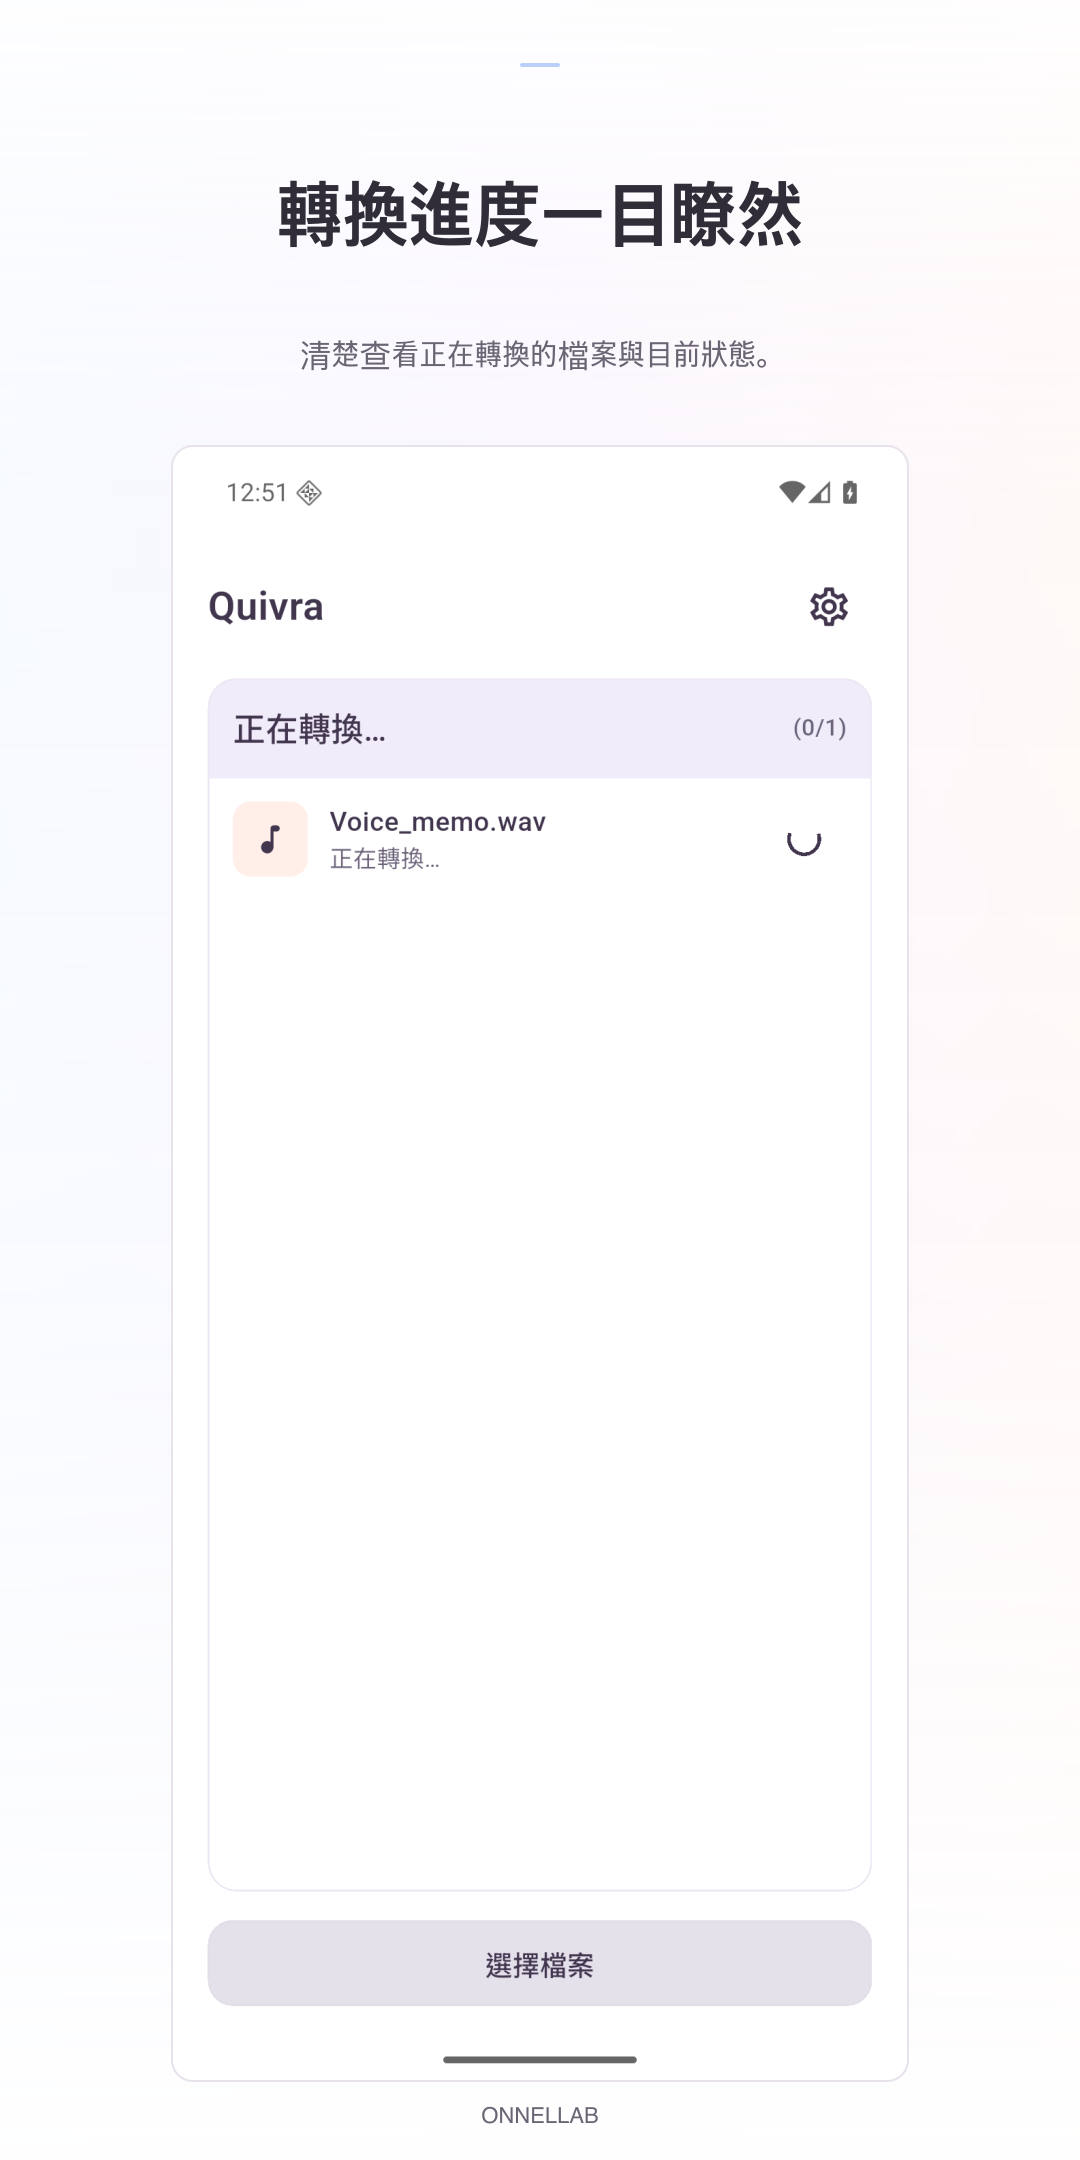 轉換進度一目瞭然
清楚查看正在轉換的檔案與目前狀態。
12:51
Quivra
正在轉換... (0/1)
Voice_memo.wav
正在轉換...
選擇檔案
ONNELLAB